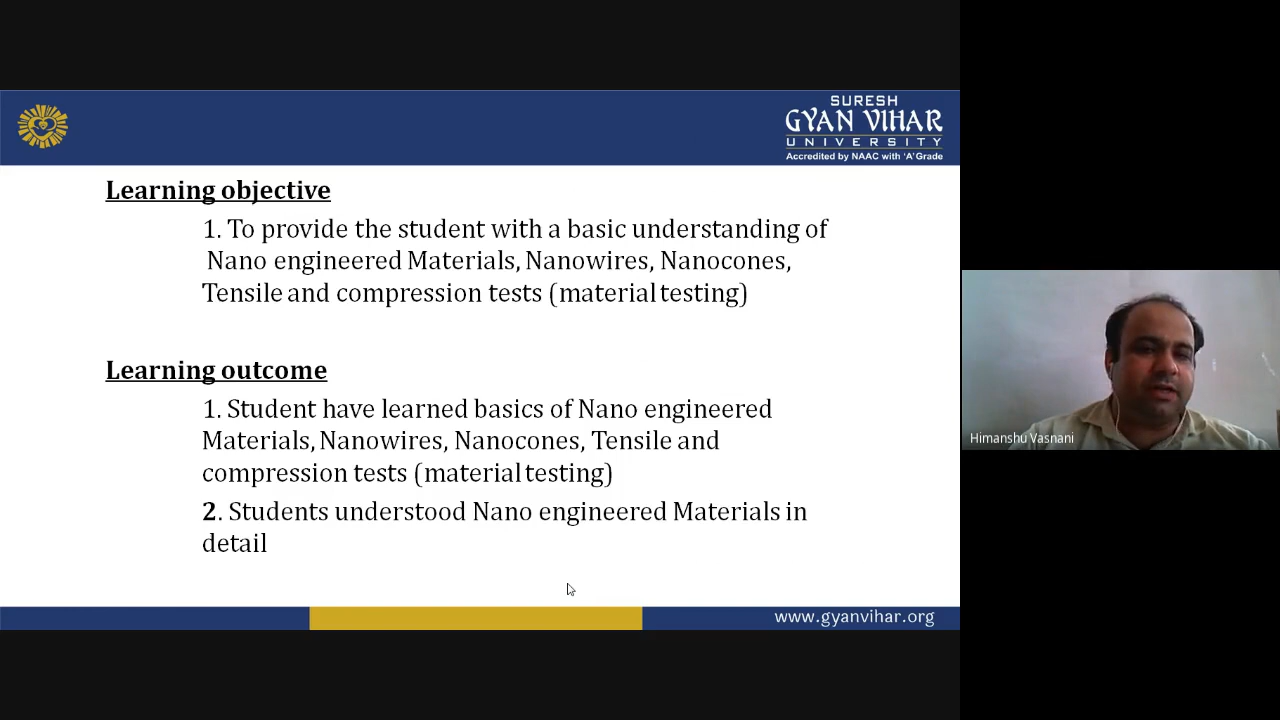 SURESH
GYAN VIHAR
UNIVERSITY
Accredited by NAAC with 'A' Grade
Learning objective
1. To provide the student with a basic understanding of
Nano engineered Materials, Nanowires, Nanocones,
Tensile and compression tests (material testing)
Learning outcome
1. Student have learned basics of Nano engineered
Materials, Nanowires, Nanocones, Tensile and
compression tests (material testing)
2. Students understood Nano engineered Materials in
detail
www.gyanvihar.org
Himanshu Vasnani